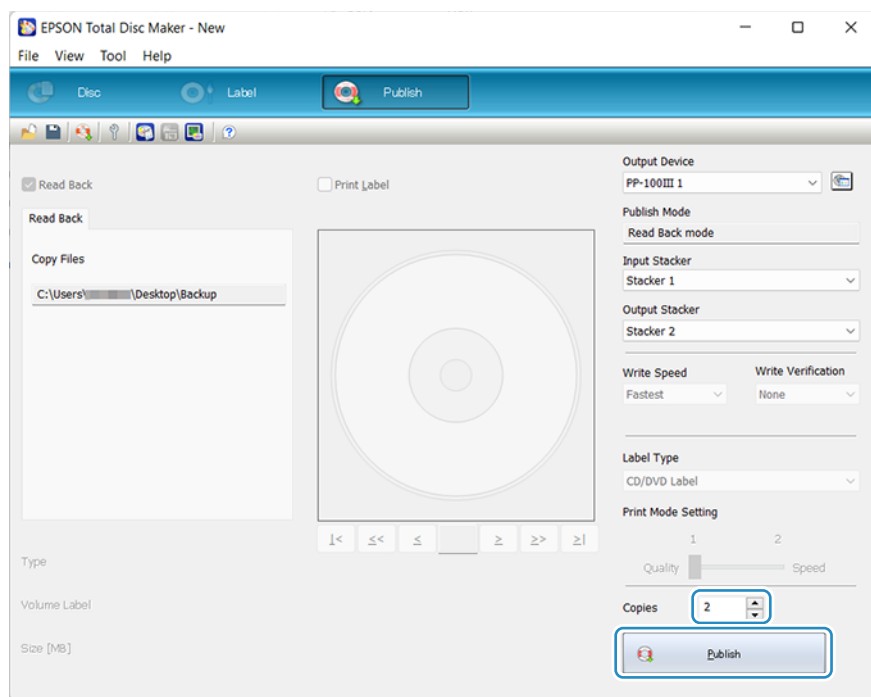 EPSON Total Disc Maker - New
File View Tool Help
Disc Label Publish
Read Back
Print Label
Read Back
Copy Files
C:\Users\ \Desktop\Backup
|< << < > >> >|
Type
Volume Label
Size [MB]
Output Device
PP-100III 1
Publish Mode
Read Back mode
Input Stacker
Stacker 1
Output Stacker
Stacker 2
Write Speed Write Verification
Fastest None
Label Type
CD/DVD Label
Print Mode Setting
1 2
Quality Speed
Copies 2
Publish